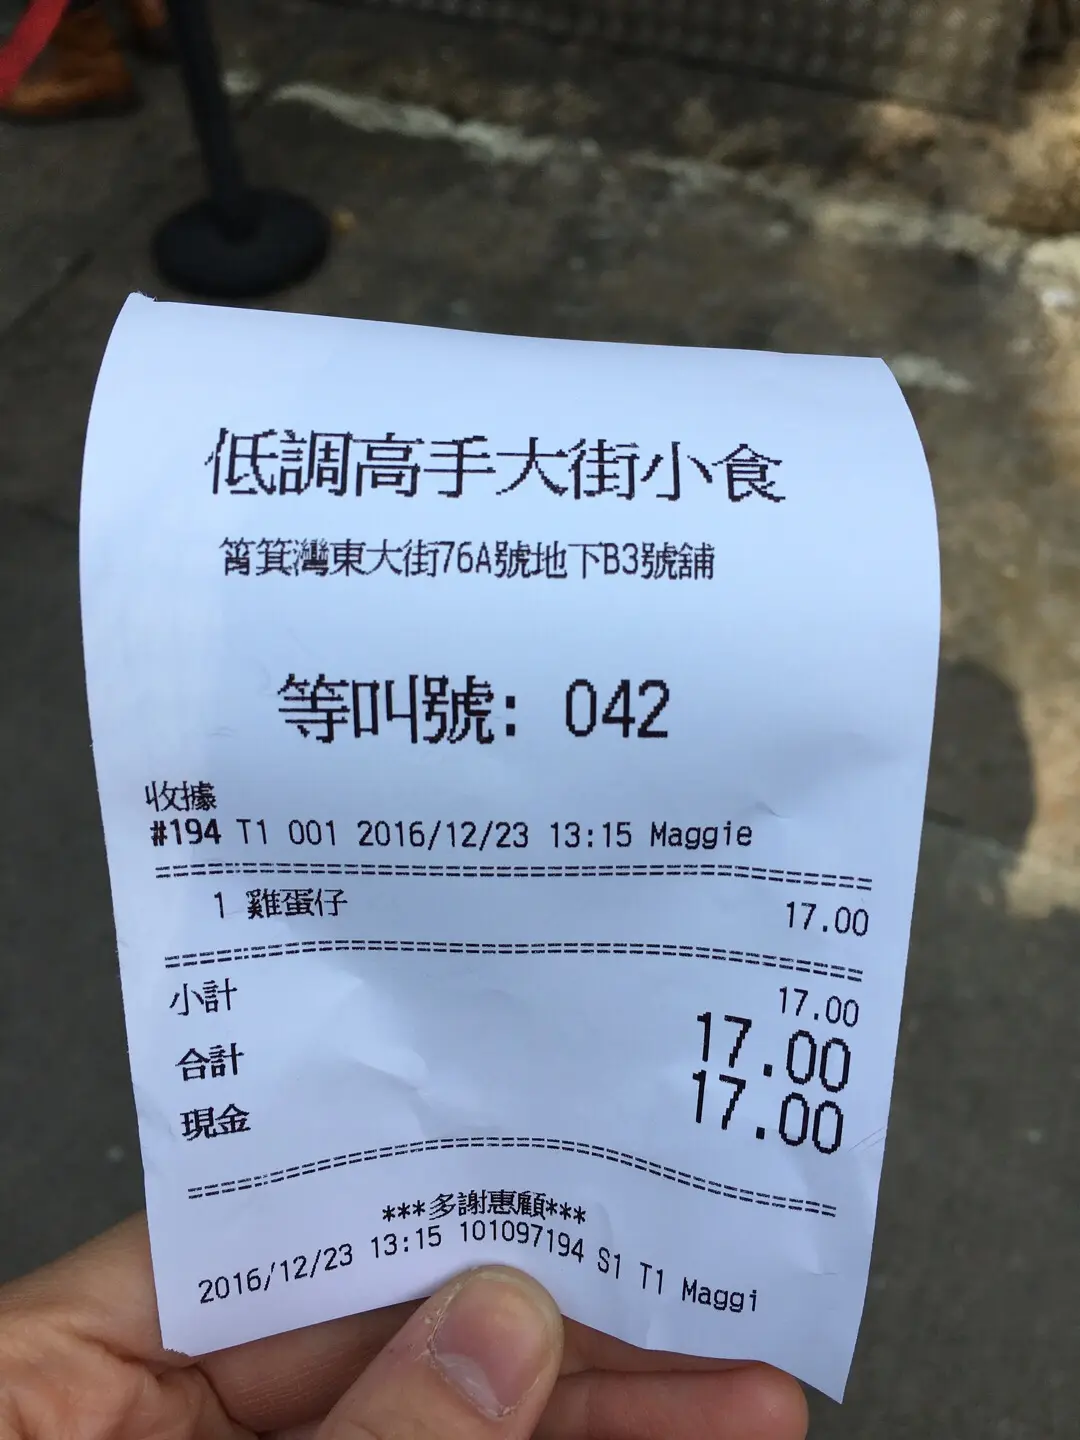 低調高手大街小食
筲箕灣東大街76A號地下B3號舖
等叫號: 042
收據
#194 T1 001 2016/12/23 13:15 Maggie
1 雞蛋仔 17.00
小計 17.00
合計 17.00
現金 17.00
***多謝惠顧***
2016/12/23 13:15 101097194 S1 T1 Maggi